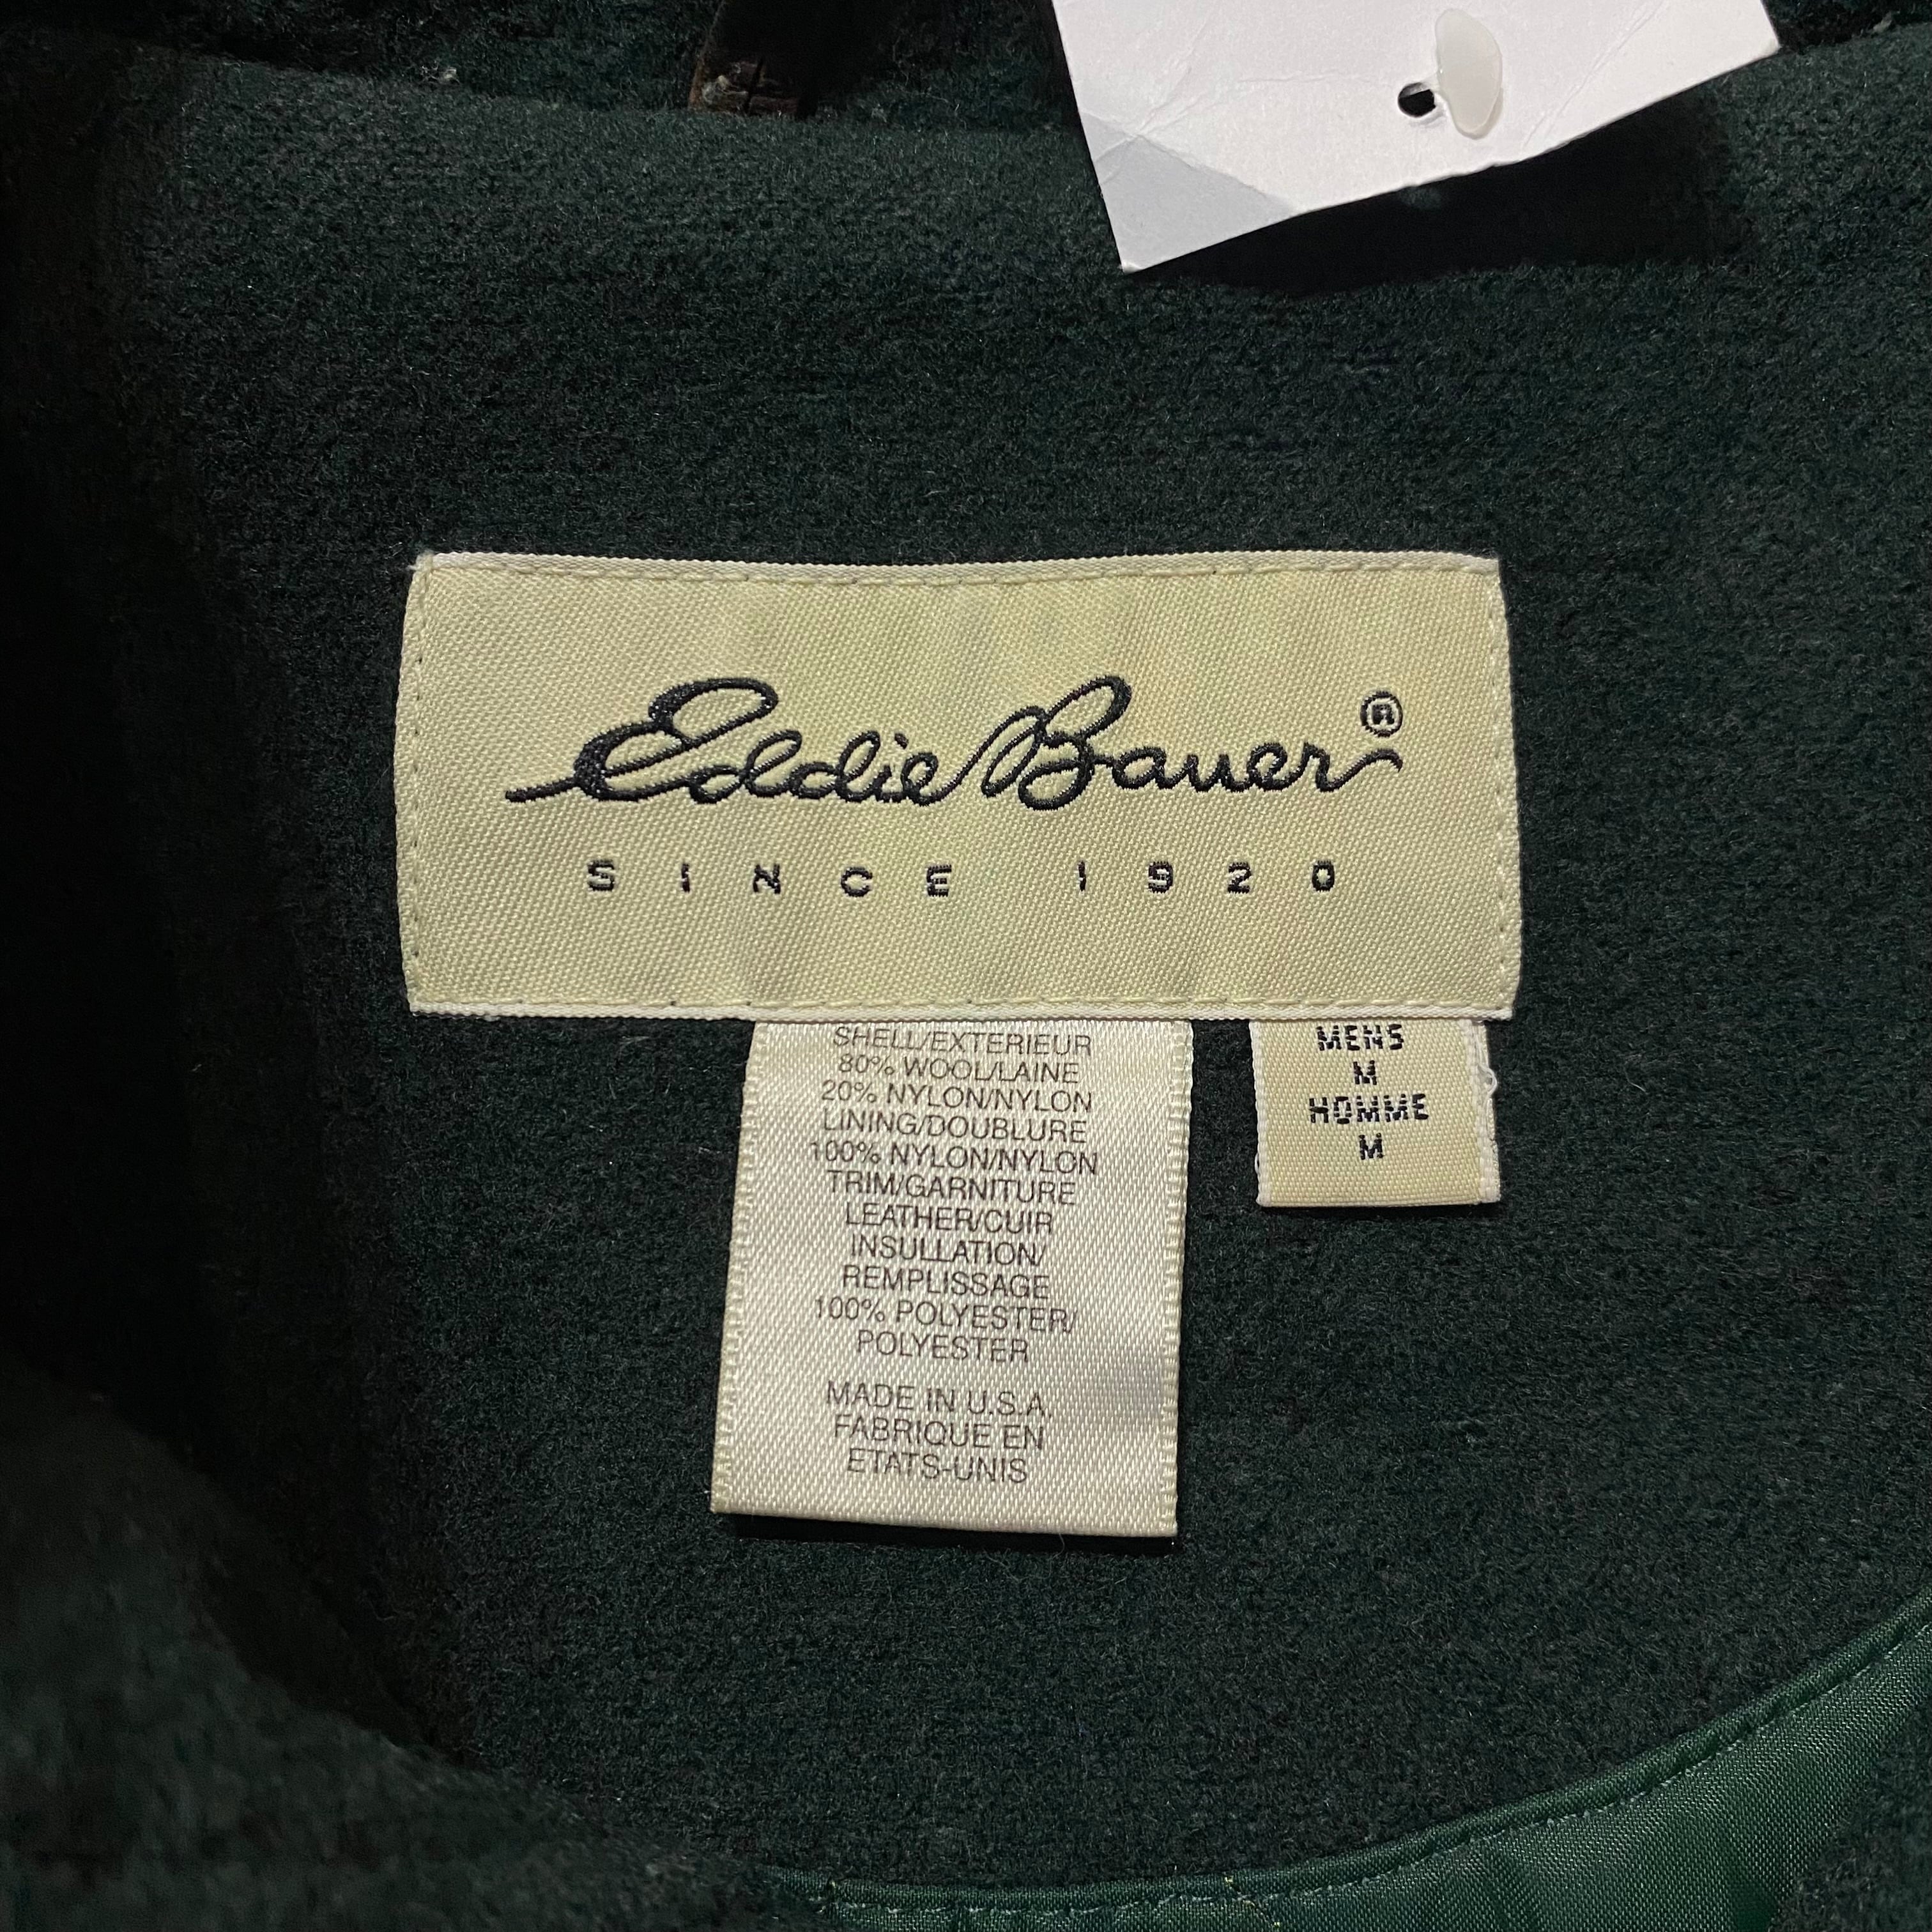 Eddie Bauer®
SINCE 1920
SHELL/EXTERIEUR
80% WOOL/LAINE
20% NYLON/NYLON
LINING/DOUBLURE
100% NYLON/NYLON
TRIM/GARNITURE
LEATHER/CUIR
INSULLATION/
REMPLISSAGE
100% POLYESTER/
POLYESTER
MADE IN U.S.A.
FABRIQUE EN
ETATS-UNIS
MENS
M
HOMME
M